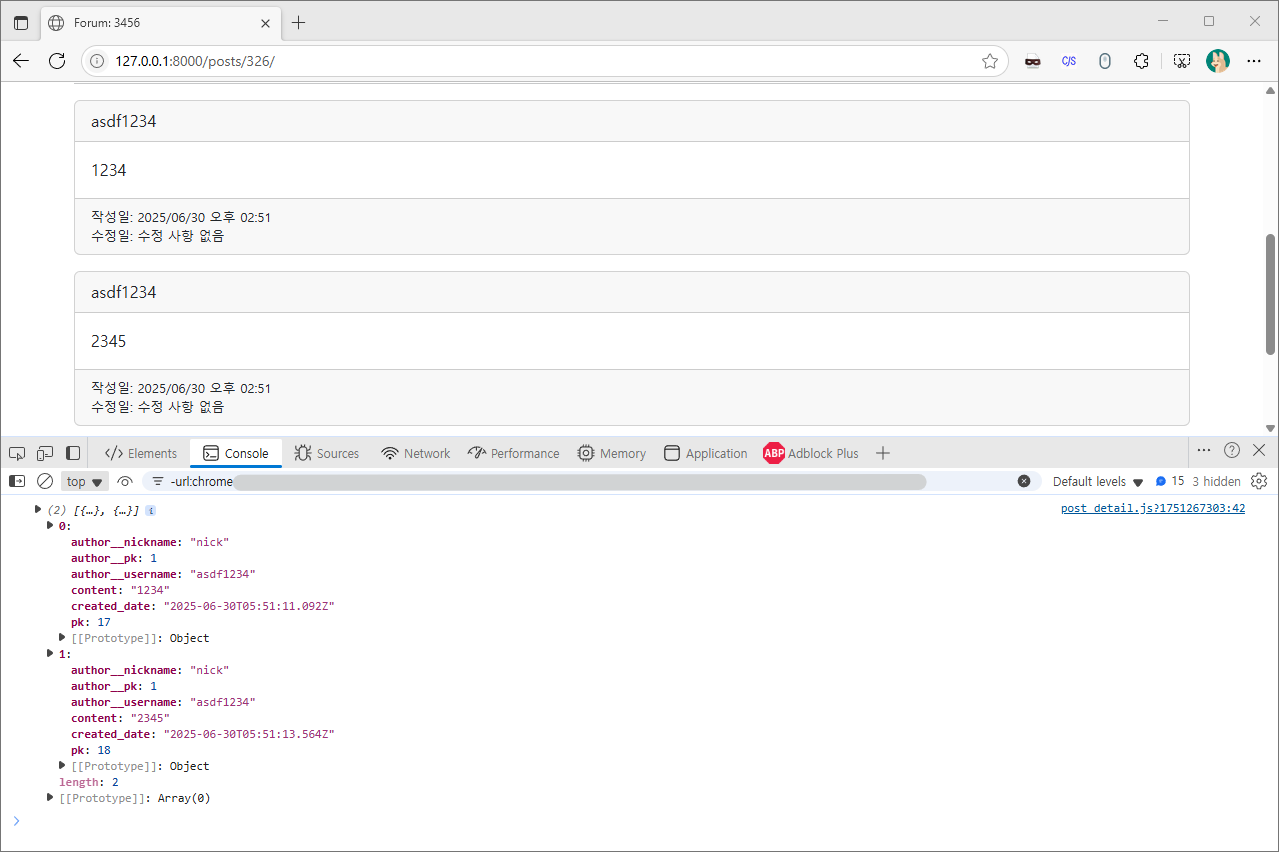 Forum: 3456
127.0.0.1:8000/posts/326/
C/S
asdf1234
1234
작성일: 2025/06/30 오후 02:51
수정일: 수정 사항 없음
asdf1234
2345
작성일: 2025/06/30 오후 02:51
수정일: 수정 사항 없음
Elements Console Sources Network Performance Memory Application ABP Adblock Plus
top -url:chrome Default levels 15 3 hidden
(2) [{…}, {…}] i post_detail.js?1751267303:42
0:
author__nickname: "nick"
author__pk: 1
author__username: "asdf1234"
content: "1234"
created_date: "2025-06-30T05:51:11.092Z"
pk: 17
[[Prototype]]: Object
1:
author__nickname: "nick"
author__pk: 1
author__username: "asdf1234"
content: "2345"
created_date: "2025-06-30T05:51:13.564Z"
pk: 18
[[Prototype]]: Object
length: 2
[[Prototype]]: Array(0)